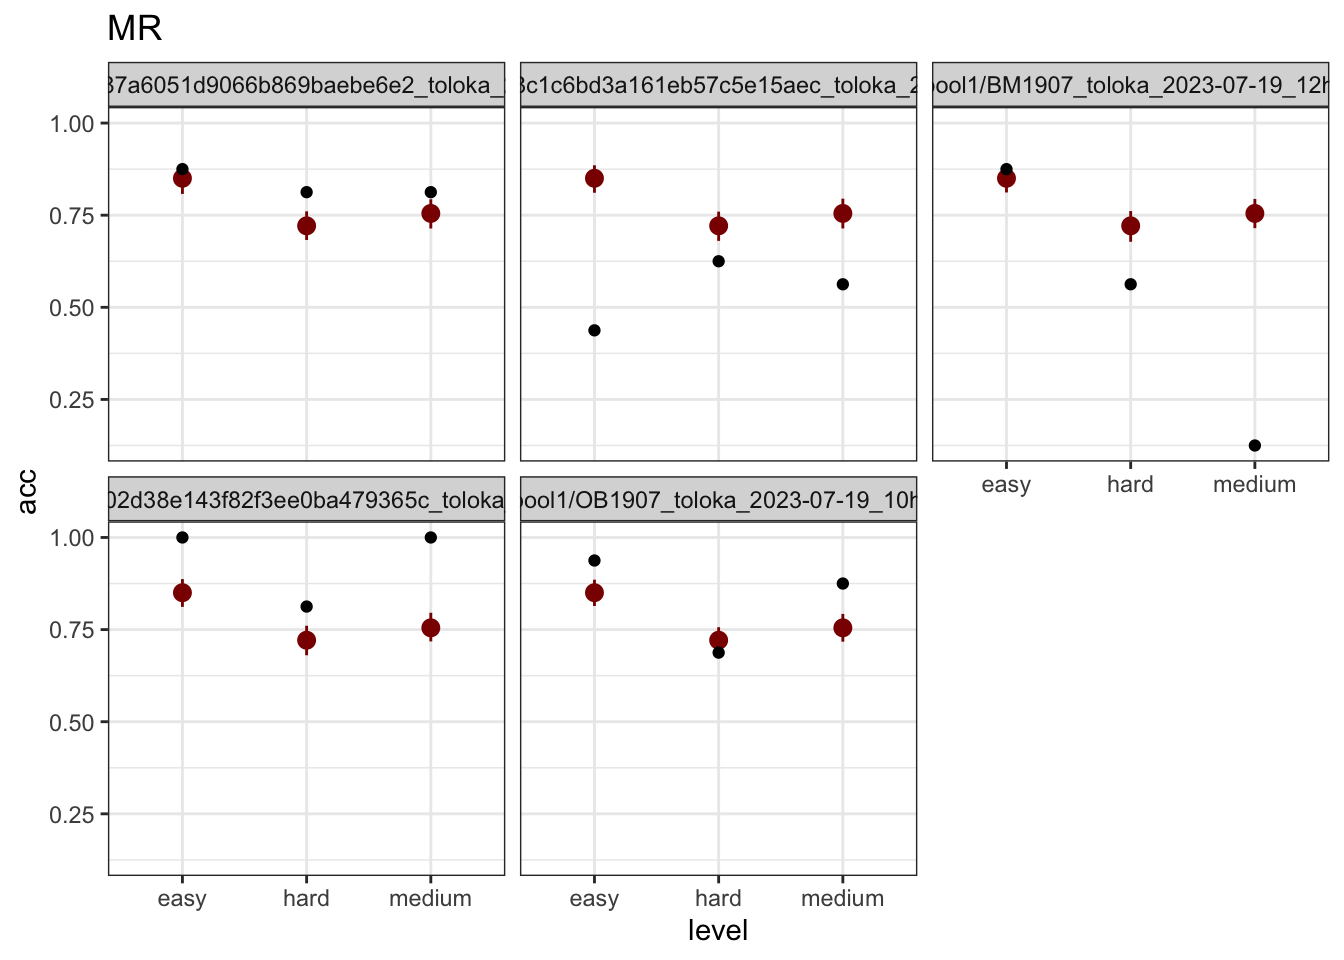 MR
37a6051d9066b869baebe6e2_toloka_
3c1c6bd3a161eb57c5e15aec_toloka_2
pool1/BM1907_toloka_2023-07-19_12h
1.00
0.75
0.50
0.25
easy hard medium
acc
02d38e143f82f3ee0ba479365c_toloka_
pool1/OB1907_toloka_2023-07-19_10h
1.00
0.75
0.50
0.25
easy hard medium
easy hard medium
level